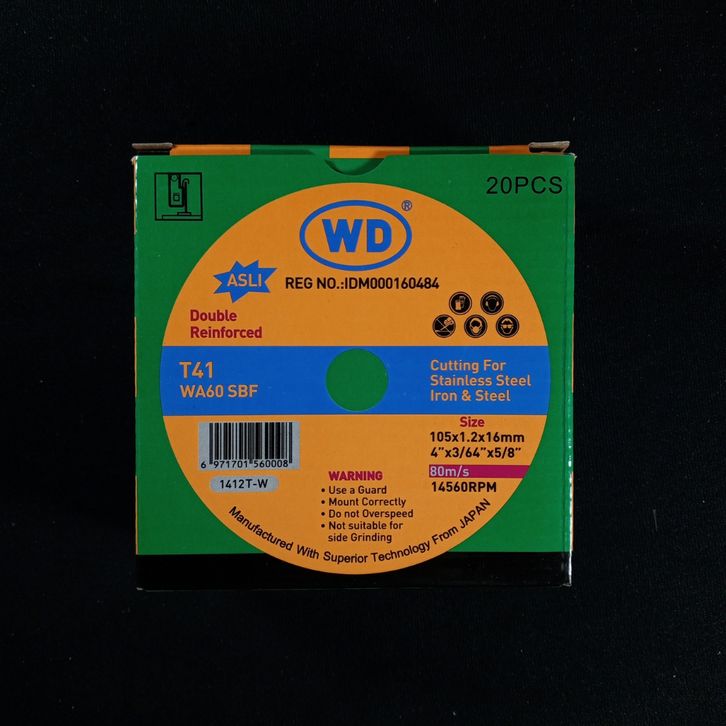 20PCS
WD®
ASLI
REG NO.:IDM000160484
Double
Reinforced
T41
WA60 SBF
Cutting For
Stainless Steel
Iron & Steel
Size
105x1.2x16mm
4”x3/64”x5/8”
80m/s
14560RPM
6 971701 560008
1412T-W
WARNING
• Use a Guard
• Mount Correctly
• Do not Overspeed
• Not suitable for
side Grinding
Manufactured With Superior Technology From JAPAN